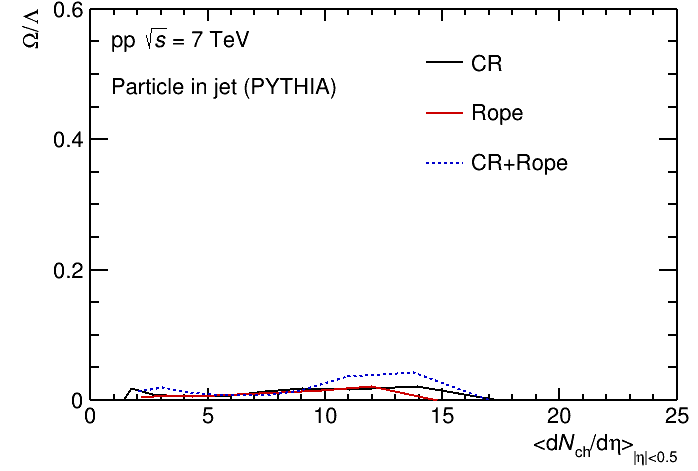 Ω/Λ
0.6
0.4
0.2
0
pp √s = 7 TeV
Particle in jet (PYTHIA)
CR
Rope
CR+Rope
0 5 10 15 20 25
<dN_ch/dη>_|η|<0.5